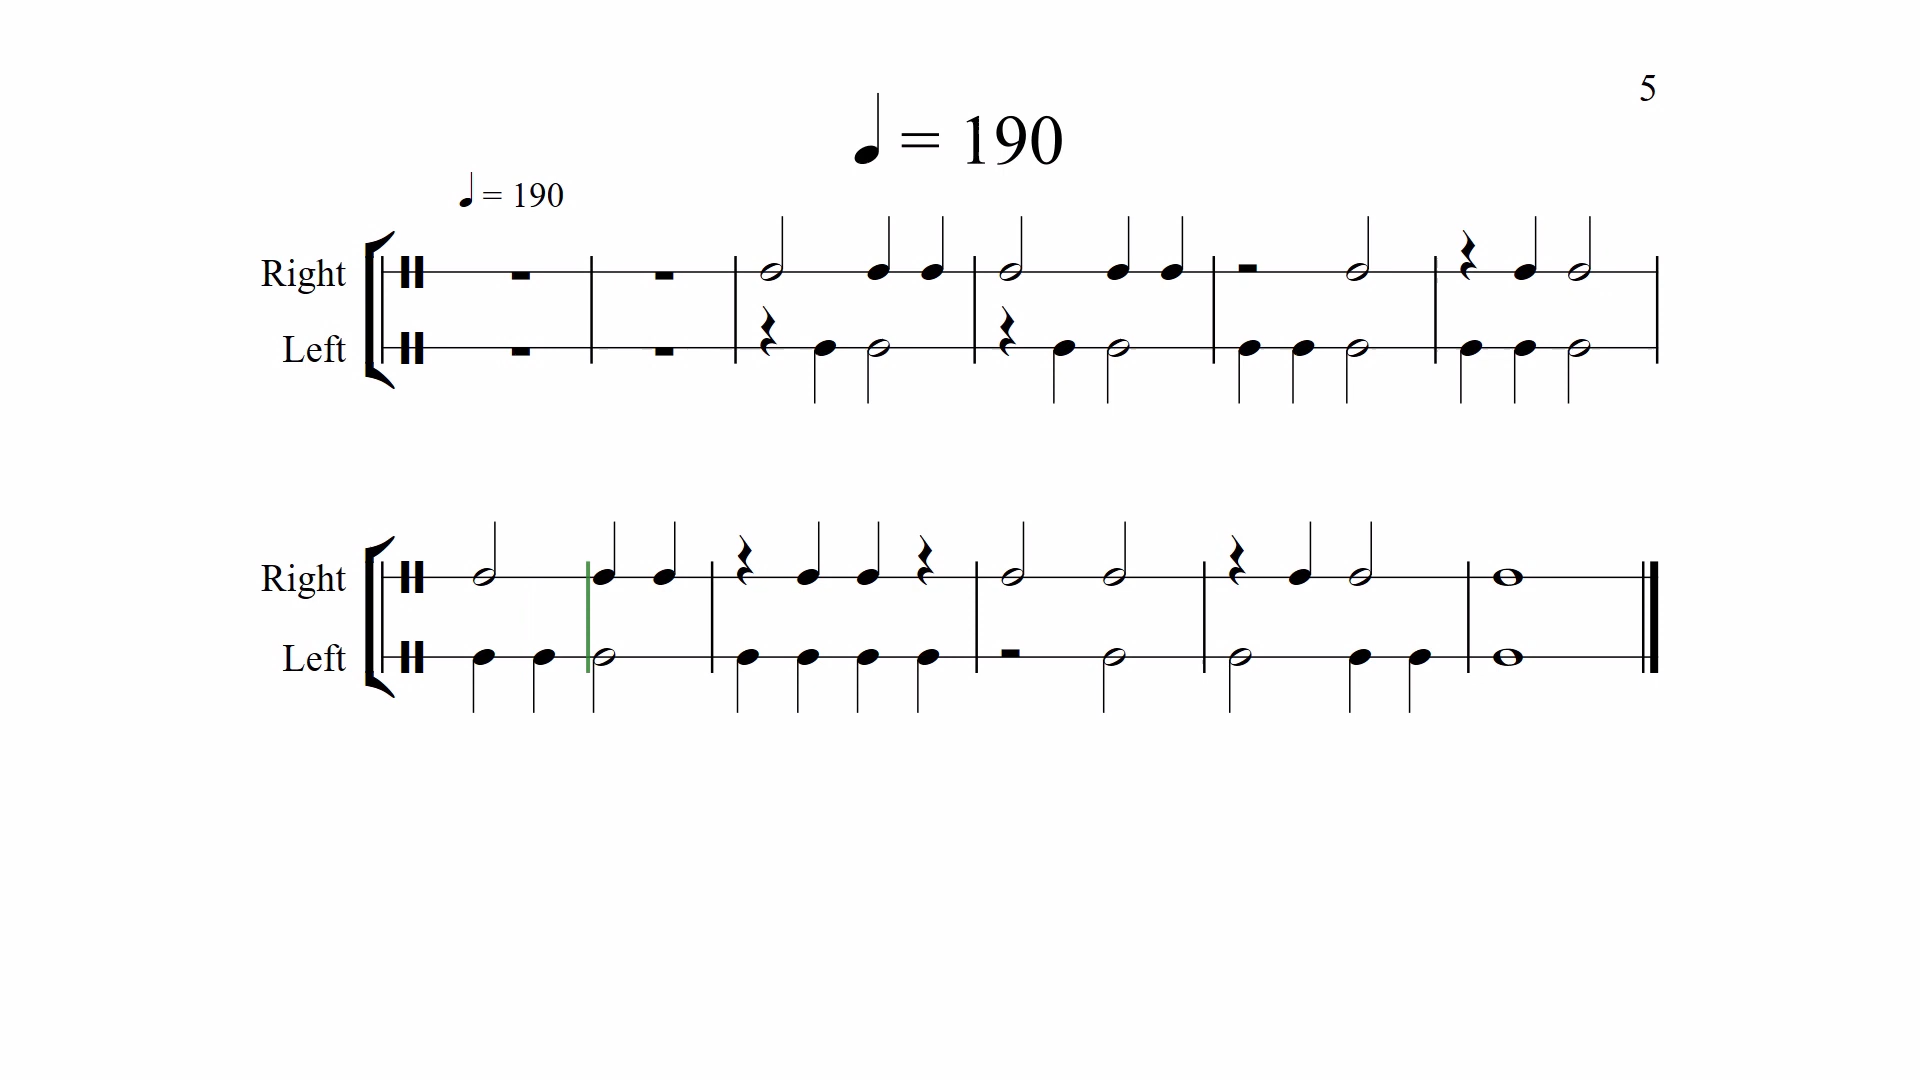 5
♩ = 190
♩ = 190
Right
Left
Right
Left